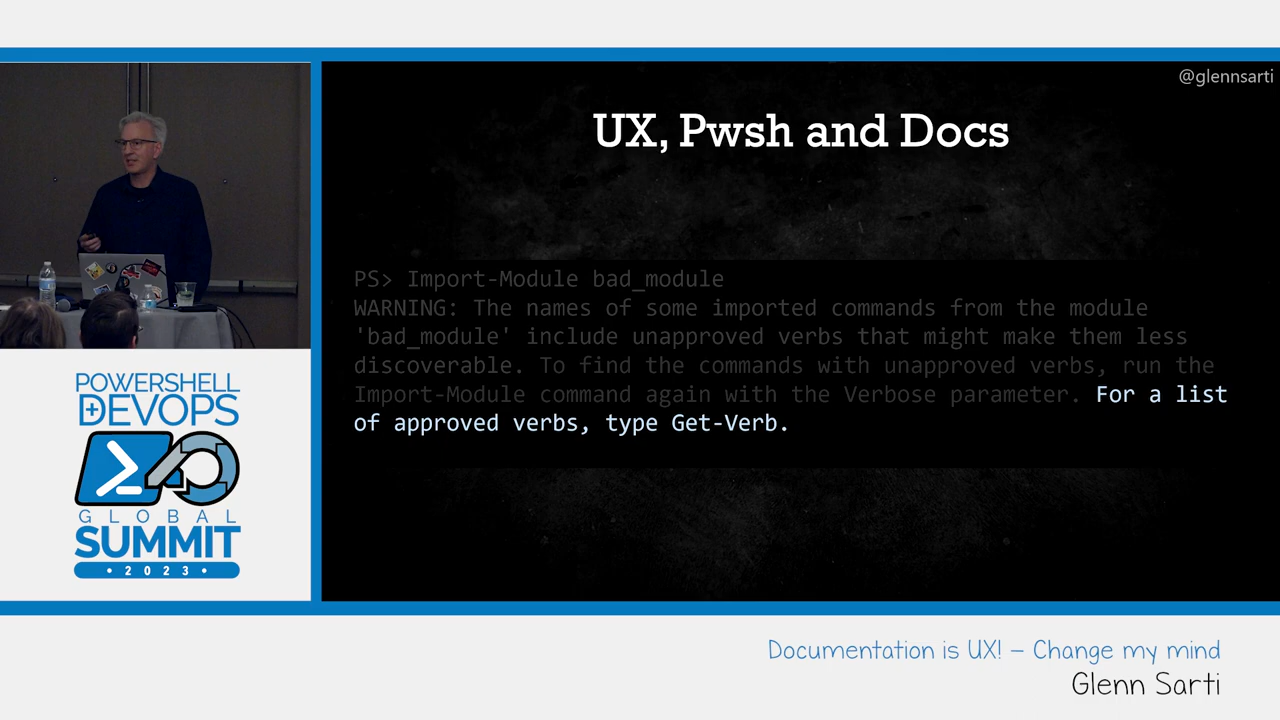 @glennsarti
UX, Pwsh and Docs
PS> Import-Module bad_module
WARNING: The names of some imported commands from the module
'bad_module' include unapproved verbs that might make them less
discoverable. To find the commands with unapproved verbs, run the
Import-Module command again with the Verbose parameter. For a list
of approved verbs, type Get-Verb.
POWERSHELL
+DEVOPS
GLOBAL
SUMMIT
• 2023 •
Documentation is UX! – Change my mind
Glenn Sarti